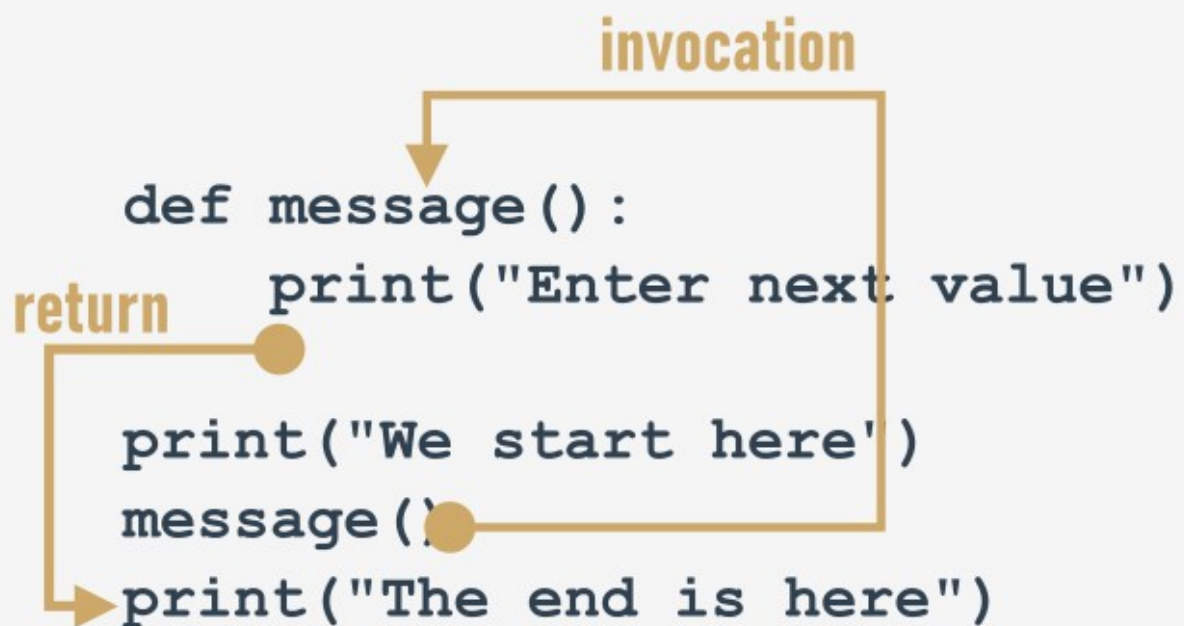 invocation
def message():
    print("Enter next value")
return
print("We start here")
message()
print("The end is here")